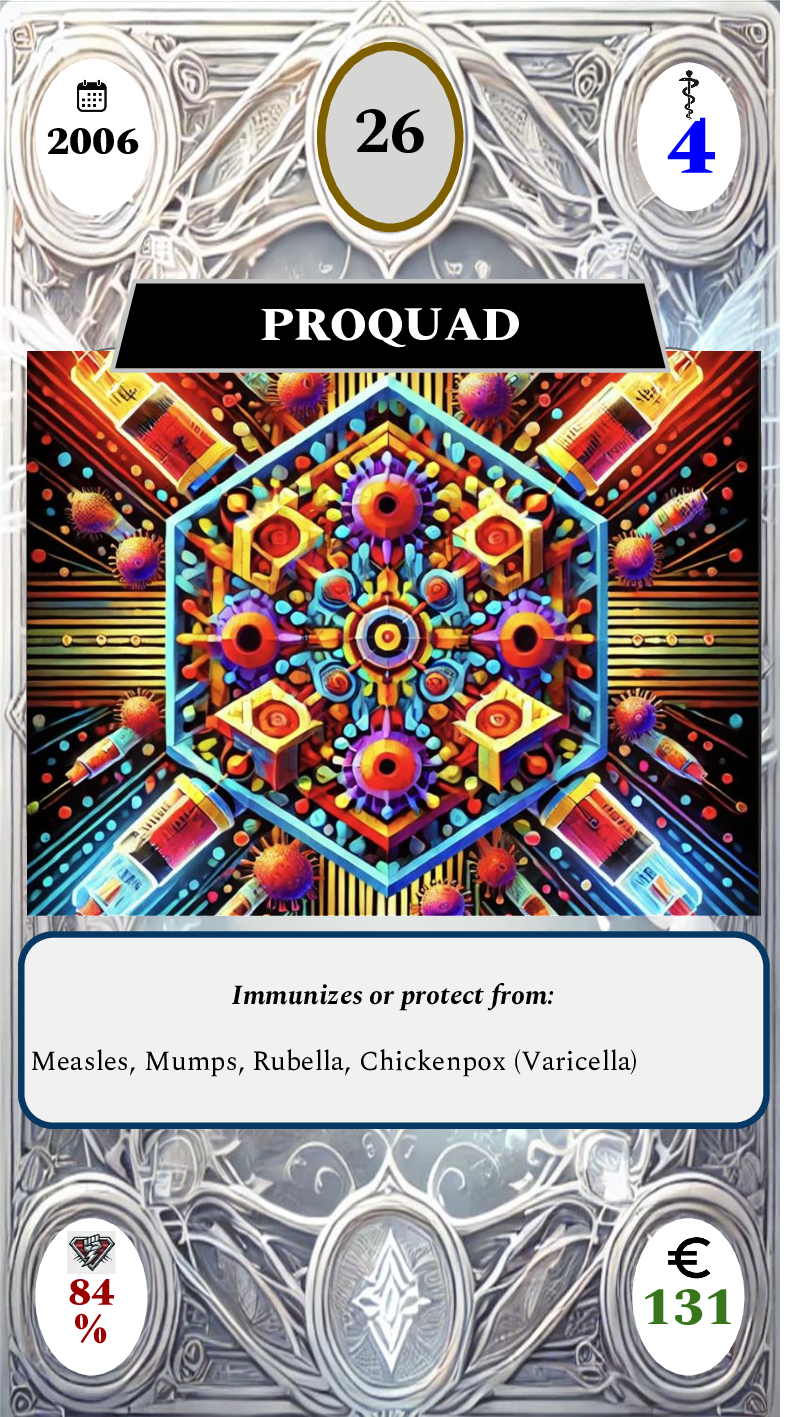 2006
26
4
PROQUAD
Immunizes or protect from:
Measles, Mumps, Rubella, Chickenpox (Varicella)
84
%
€
131